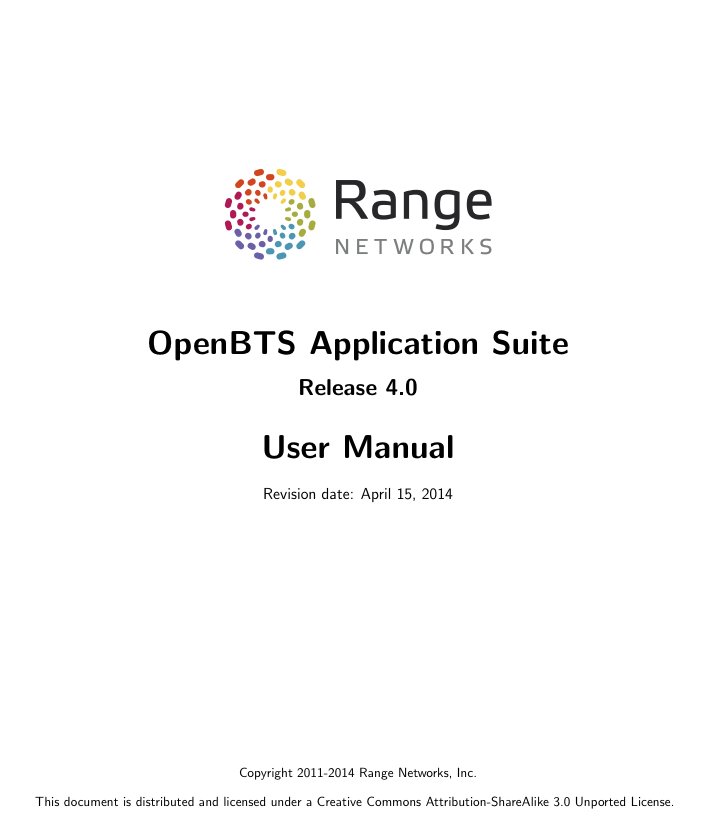 Range
NETWORKS
OpenBTS Application Suite
Release 4.0
User Manual
Revision date: April 15, 2014
Copyright 2011-2014 Range Networks, Inc.
This document is distributed and licensed under a Creative Commons Attribution-ShareAlike 3.0 Unported License.